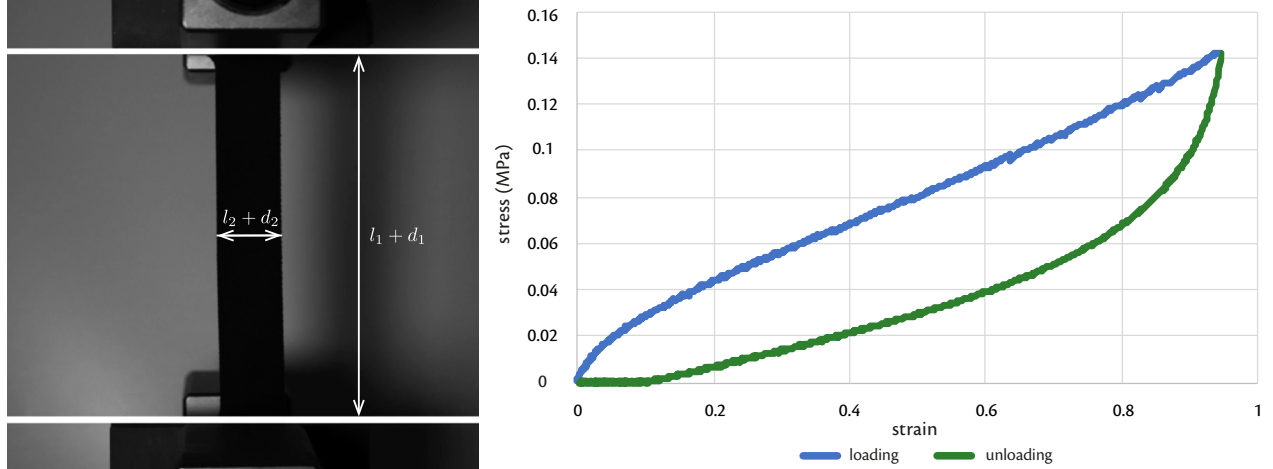 l₂ + d₂
l₁ + d₁
stress (MPa)
0.16
0.14
0.12
0.1
0.08
0.06
0.04
0.02
0
0 0.2 0.4 0.6 0.8 1
strain
loading unloading